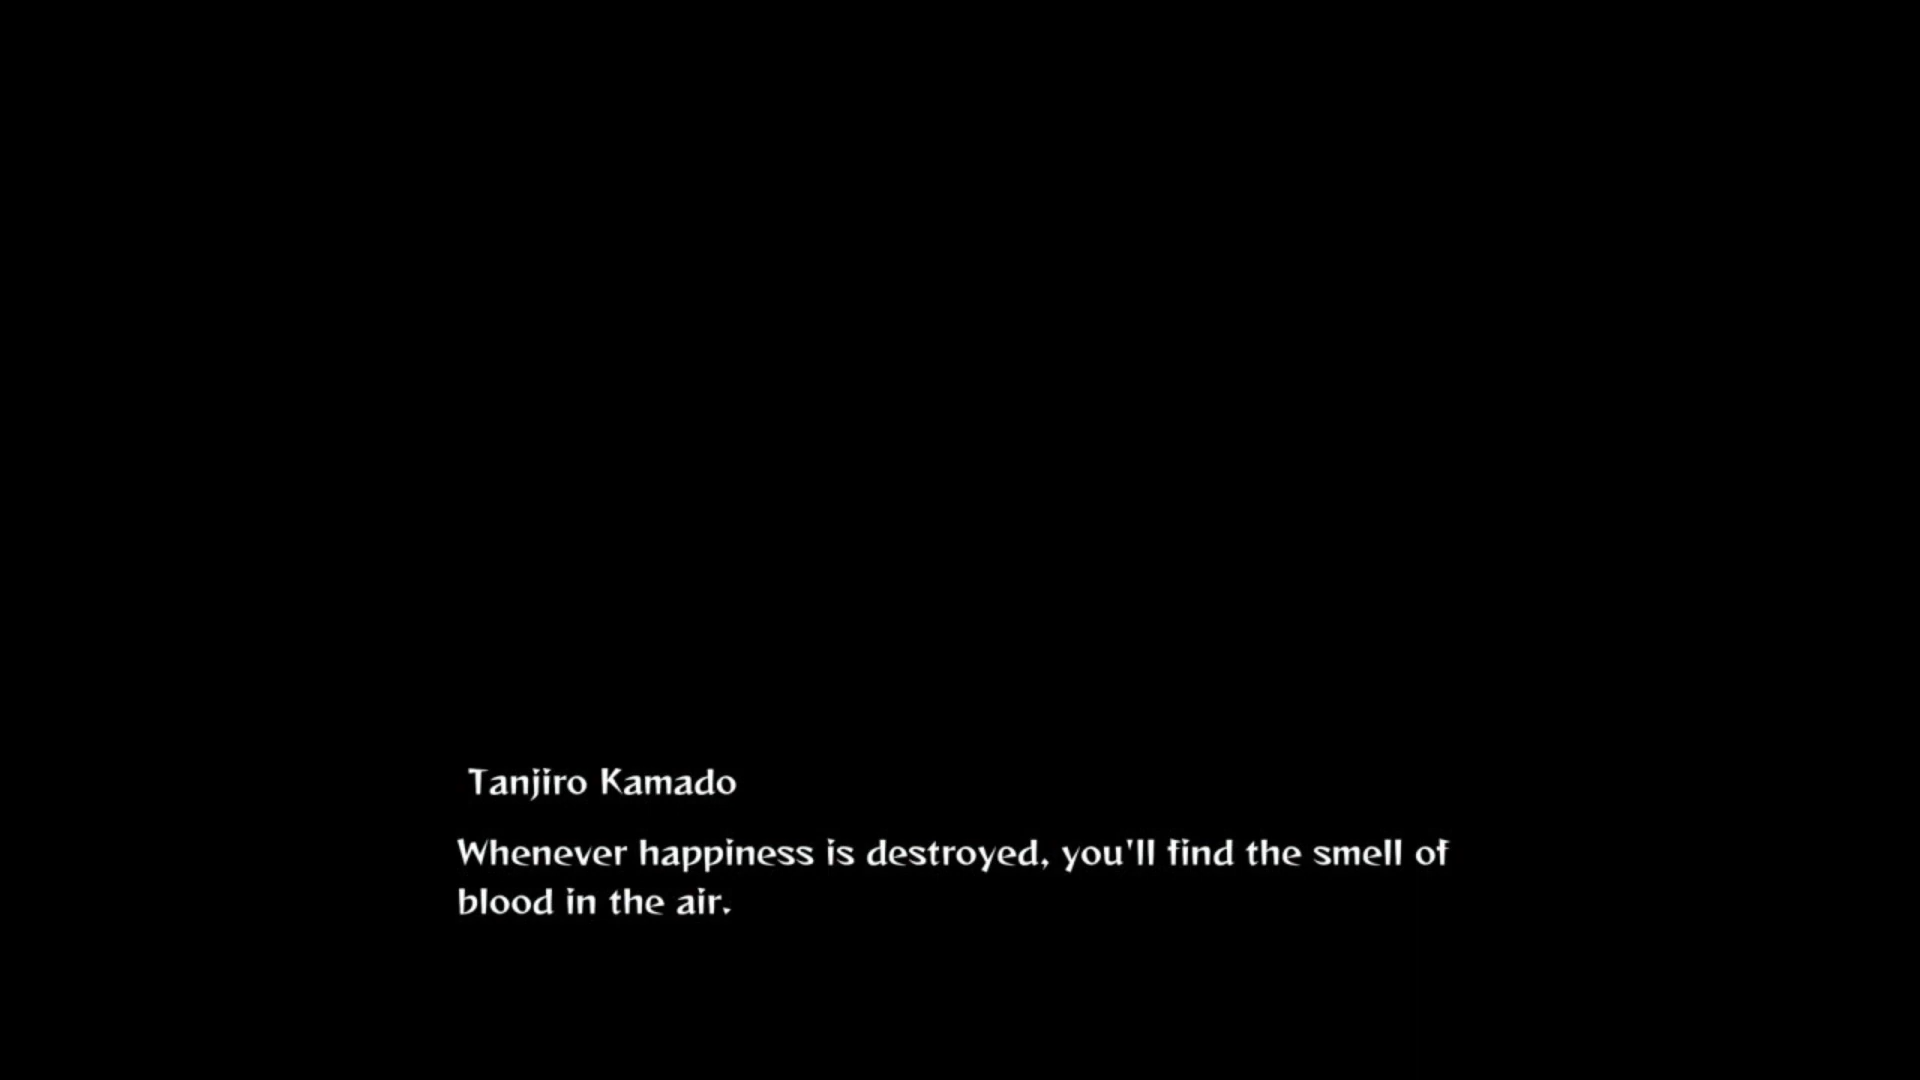 Tanjiro Kamado
Whenever happiness is destroyed, you'll find the smell of
blood in the air.